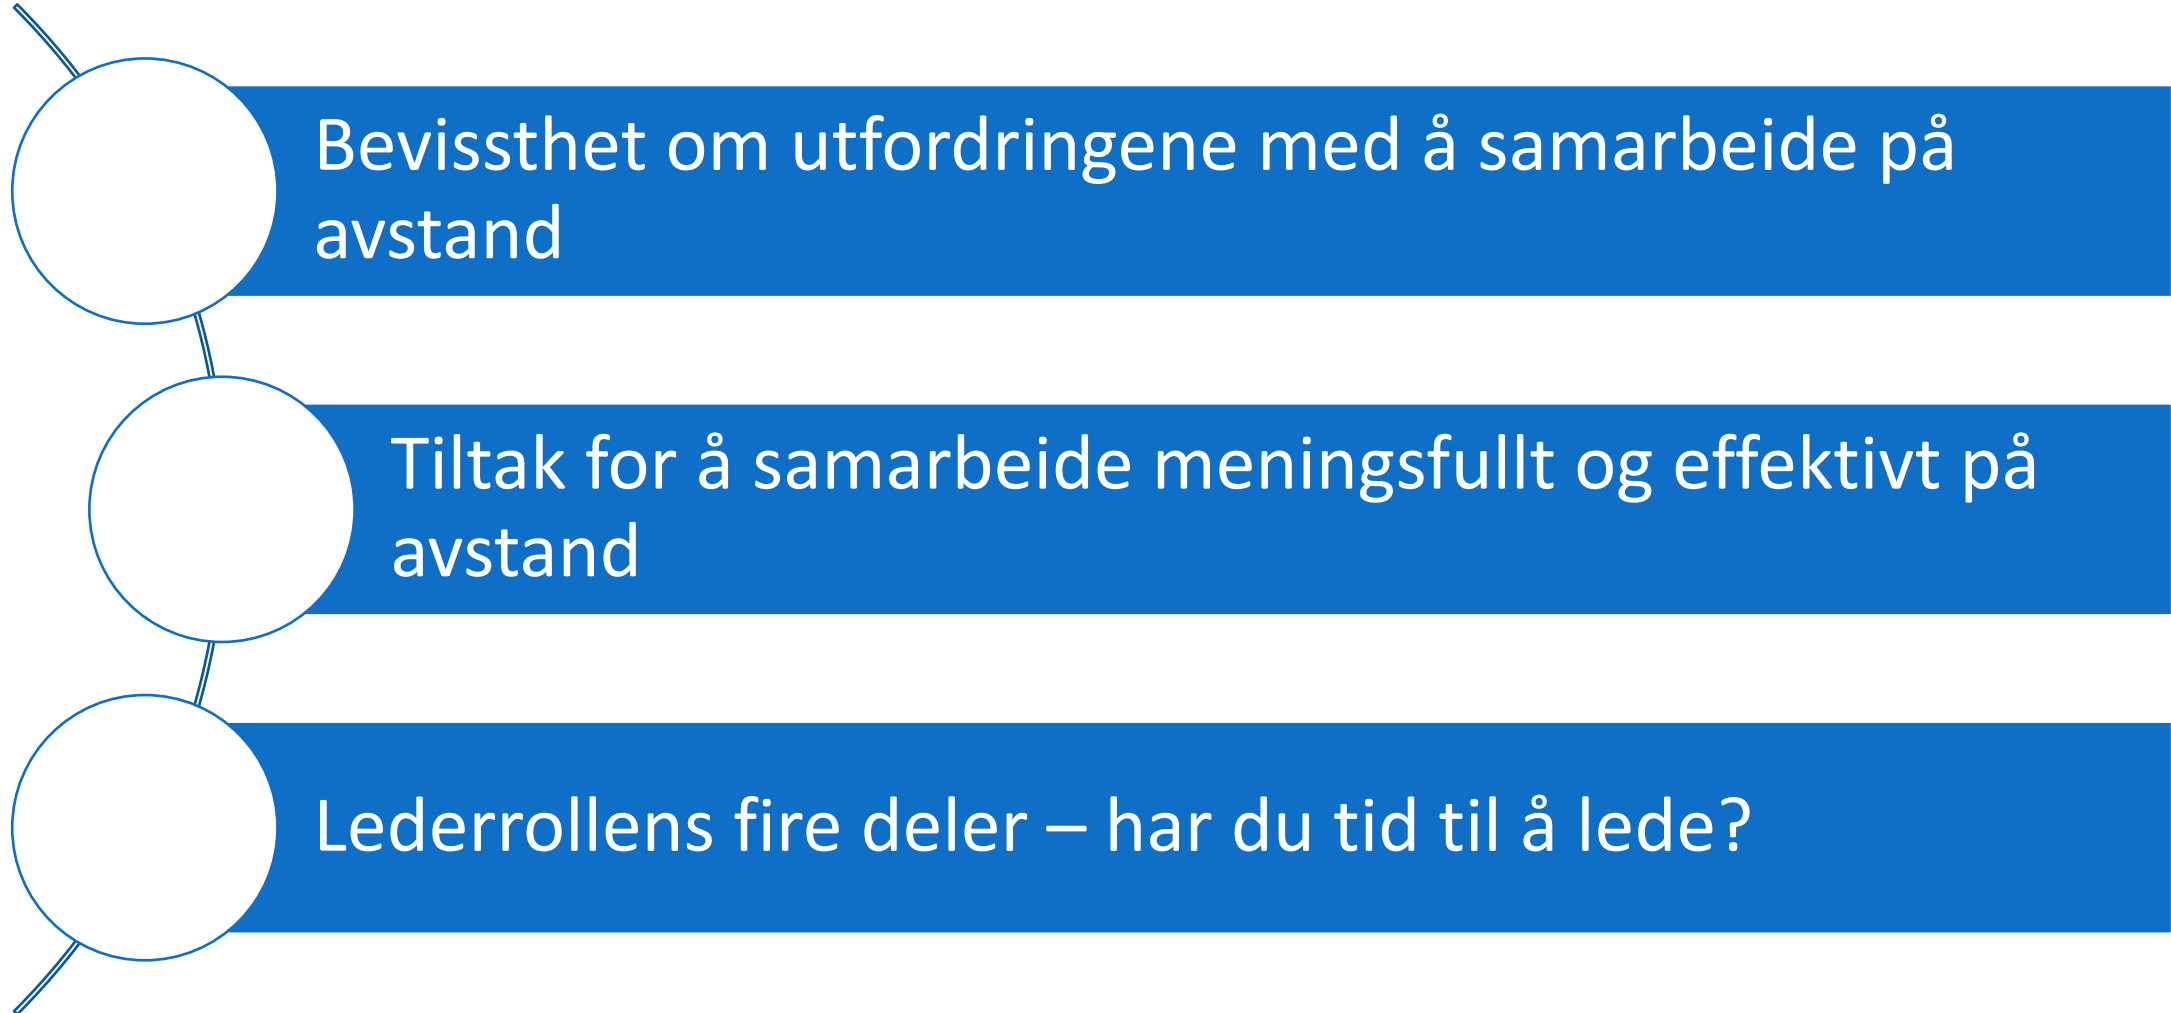 Bevissthet om utfordringene med å samarbeide på
avstand
Tiltak for å samarbeide meningsfullt og effektivt på
avstand
Lederrollens fire deler – har du tid til å lede?